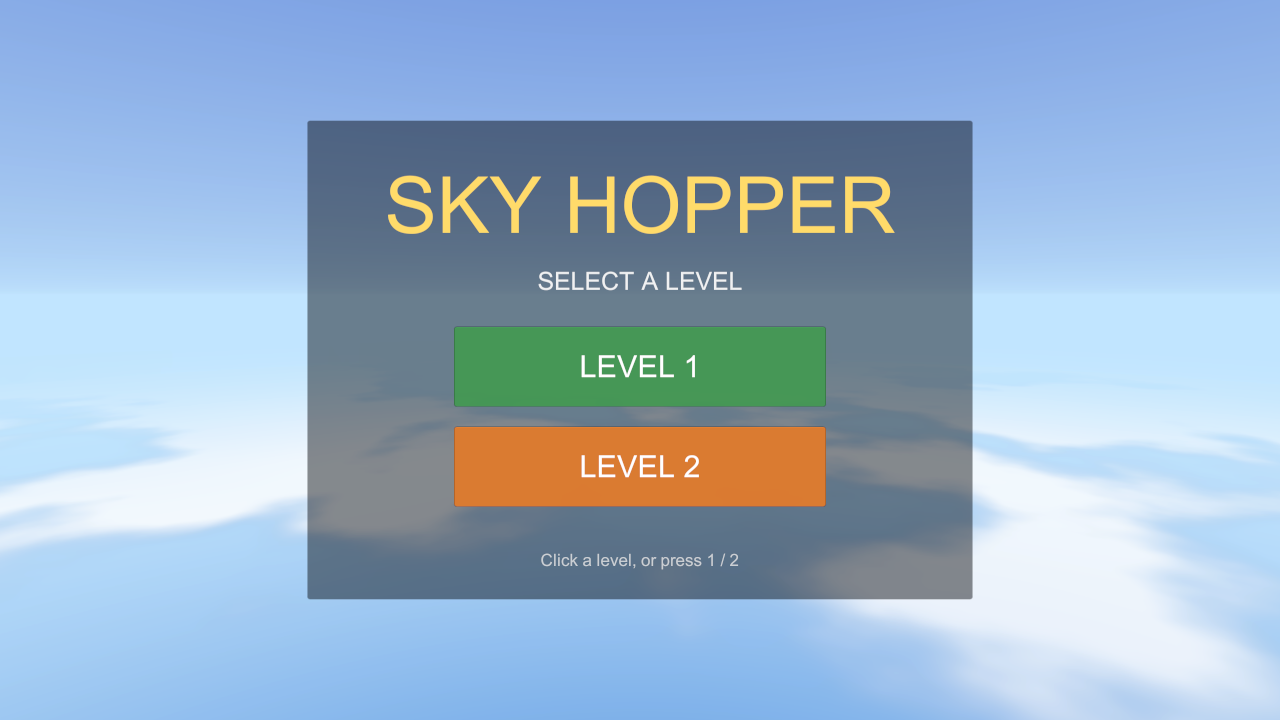 SKY HOPPER
SELECT A LEVEL
LEVEL 1
LEVEL 2
Click a level, or press 1 / 2